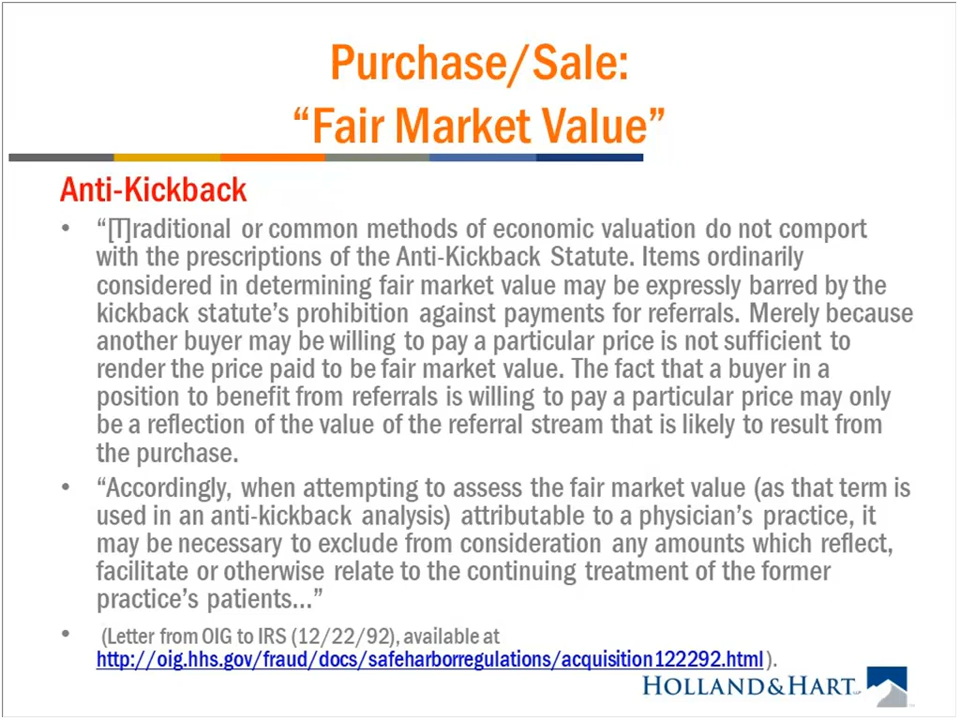 Purchase/Sale:
“Fair Market Value”
Anti-Kickback
• “[T]raditional or common methods of economic valuation do not comport
with the prescriptions of the Anti-Kickback Statute. Items ordinarily
considered in determining fair market value may be expressly barred by the
kickback statute’s prohibition against payments for referrals. Merely because
another buyer may be willing to pay a particular price is not sufficient to
render the price paid to be fair market value. The fact that a buyer in a
position to benefit from referrals is willing to pay a particular price may only
be a reflection of the value of the referral stream that is likely to result from
the purchase.
• “Accordingly, when attempting to assess the fair market value (as that term is
used in an anti-kickback analysis) attributable to a physician’s practice, it
may be necessary to exclude from consideration any amounts which reflect,
facilitate or otherwise relate to the continuing treatment of the former
practice’s patients…”
• (Letter from OIG to IRS (12/22/92), available at
http://oig.hhs.gov/fraud/docs/safeharborregulations/acquisition122292.html).
HOLLAND&HART